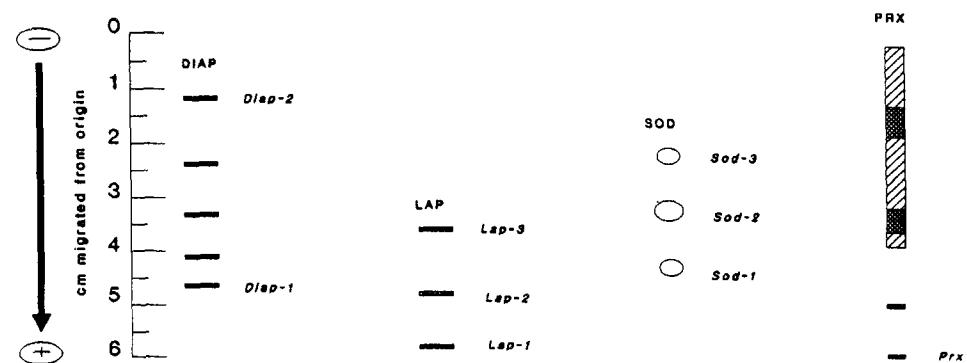 PRX
0
−
DIAP
1
Diap-2
SOD
2
Sod-3
3
LAP
Sod-2
Lap-3
4
Sod-1
Diap-1
Lap-2
5
6
Lap-1
Prx
+
cm migrated from origin